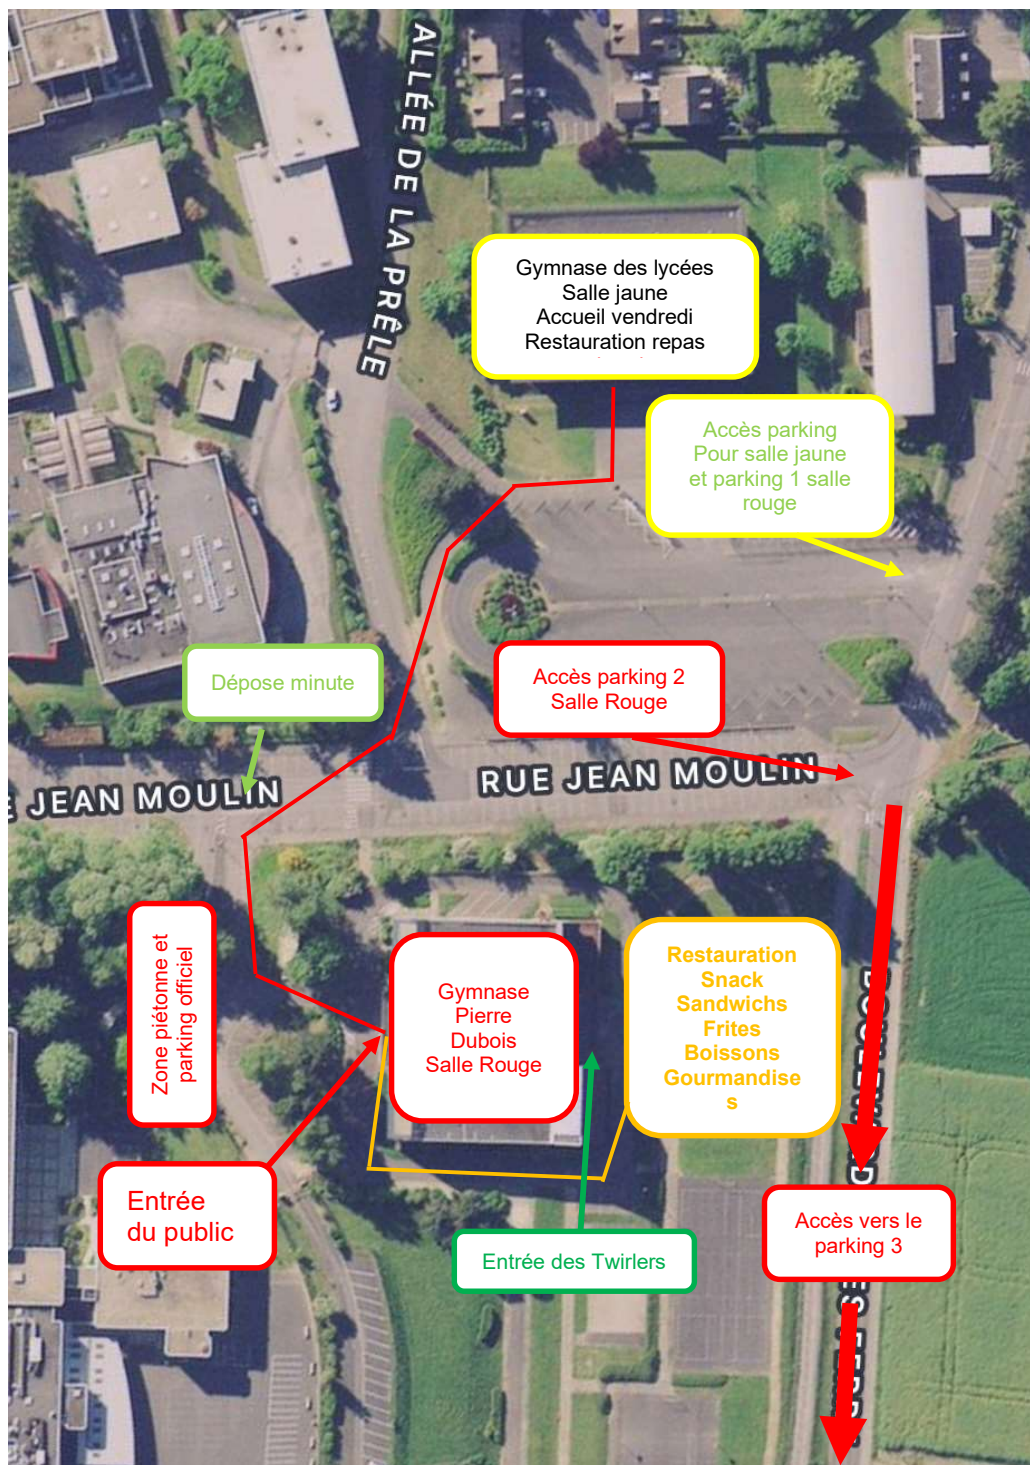 ALLÉE DE LA PRÊLE
Gymnase des lycées
Salle jaune
Accueil vendredi
Restauration repas
Accès parking
Pour salle jaune
et parking 1 salle
rouge
Dépose minute
Accès parking 2
Salle Rouge
E JEAN MOULIN
RUE JEAN MOULIN
Zone piétonne et
parking officiel
Gymnase
Pierre
Dubois
Salle Rouge
Restauration
Snack
Sandwichs
Frites
Boissons
Gourmandise
s
Entrée
du public
Entrée des Twirlers
Accès vers le
parking 3